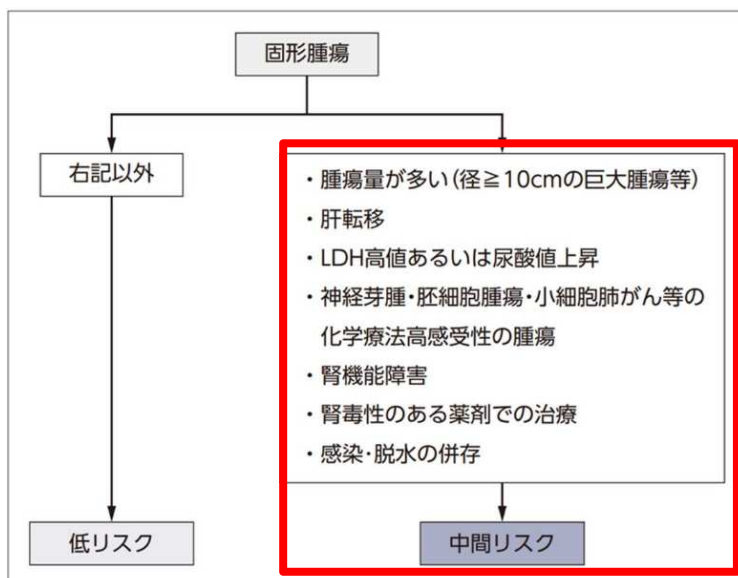 固形腫瘍
右記以外
・腫瘍量が多い(径≧10cmの巨大腫瘍等)
・肝転移
・LDH高値あるいは尿酸値上昇
・神経芽腫・胚細胞腫瘍・小細胞肺がん等の
化学療法高感受性の腫瘍
・腎機能障害
・腎毒性のある薬剤での治療
・感染・脱水の併存
低リスク
中間リスク